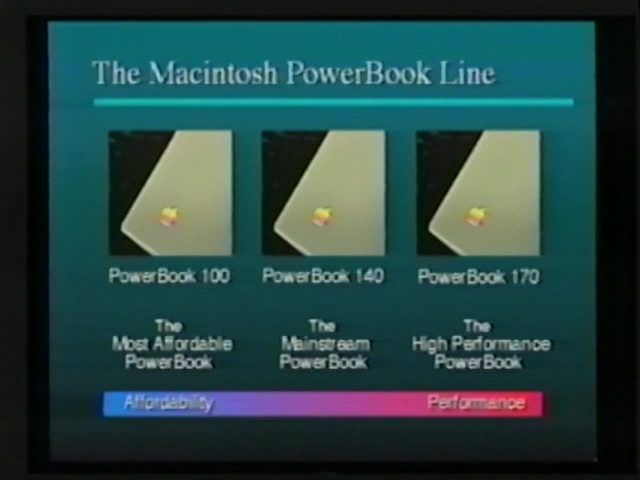 The Macintosh PowerBook Line
PowerBook 100
PowerBook 140
PowerBook 170
The
Most Affordable
PowerBook
The
Mainstream
PowerBook
The
High Performance
PowerBook
Affordability
Performance